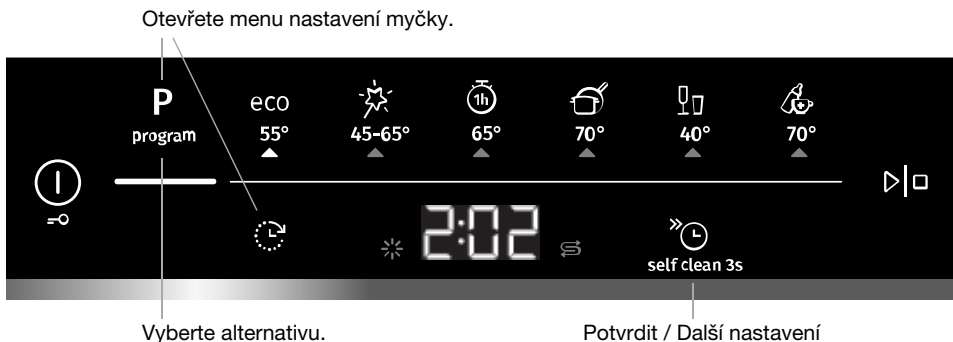 Otevřete menu nastavení myčky.
P
program
eco
55°
45-65°
1h
65°
70°
40°
70°
2:02
self clean 3s
Vyberte alternativu.
Potvrdit / Další nastavení